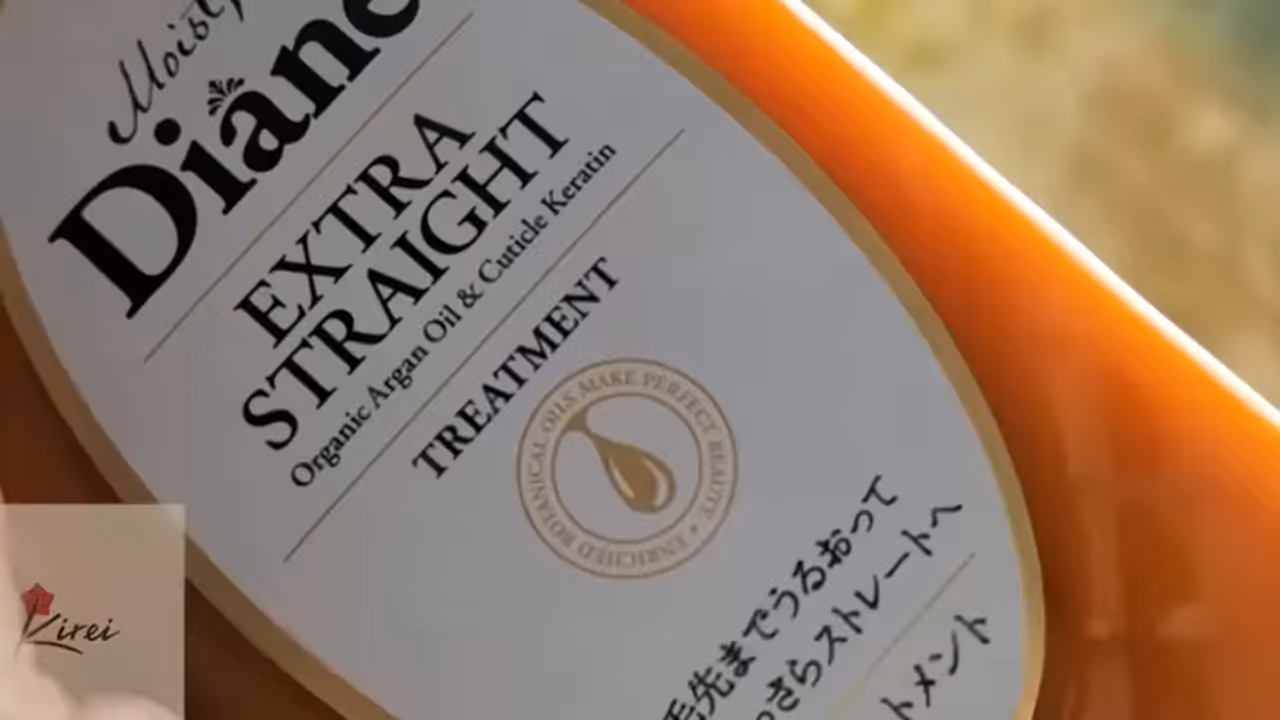 Moist
Diane
EXTRA
STRAIGHT
Organic Argan Oil & Cuticle Keratin
TREATMENT
BOTANICAL OILS MAKE PERFECT BEAUTY • ENRICHED
毛先までうるおって
さらストレートへ
トメント
Kirei